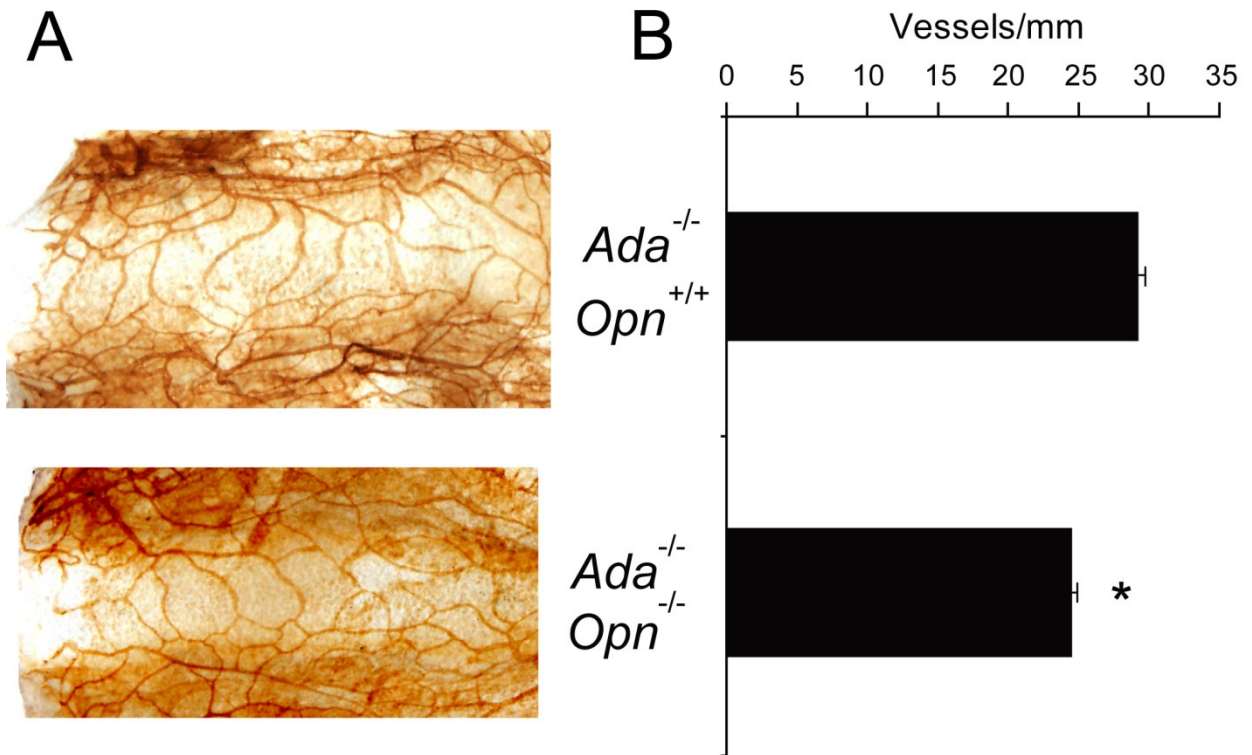 A
B
Vessels/mm
0 5 10 15 20 25 30 35
Ada-/-
Opn+/+
Ada-/-
Opn-/-
*